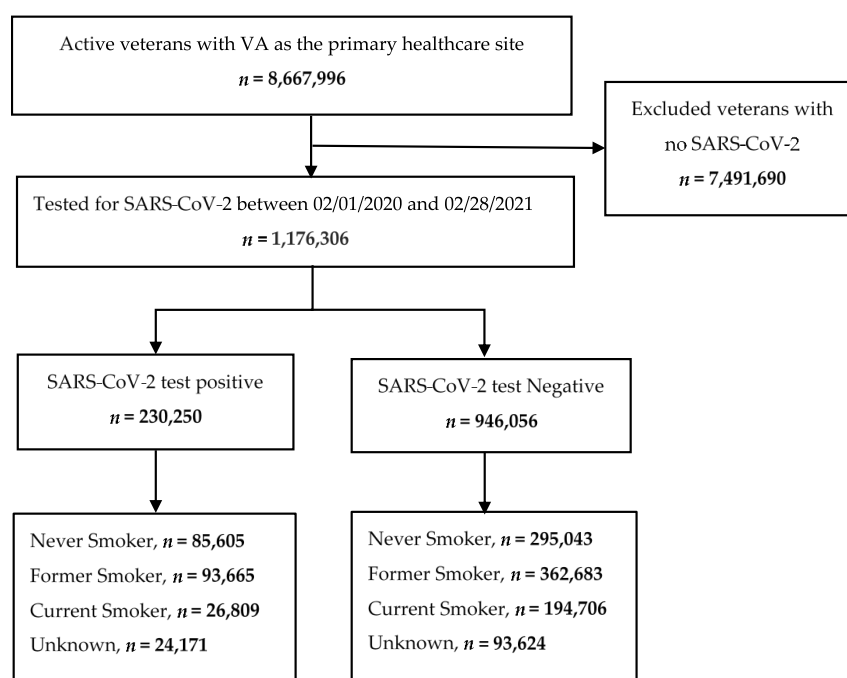 Active veterans with VA as the primary healthcare site
n = 8,667,996
Excluded veterans with
no SARS-CoV-2
n = 7,491,690
Tested for SARS-CoV-2 between 02/01/2020 and 02/28/2021
n = 1,176,306
SARS-CoV-2 test positive
n = 230,250
SARS-CoV-2 test Negative
n = 946,056
Never Smoker, n = 85,605
Former Smoker, n = 93,665
Current Smoker, n = 26,809
Unknown, n = 24,171
Never Smoker, n = 295,043
Former Smoker, n = 362,683
Current Smoker, n = 194,706
Unknown, n = 93,624